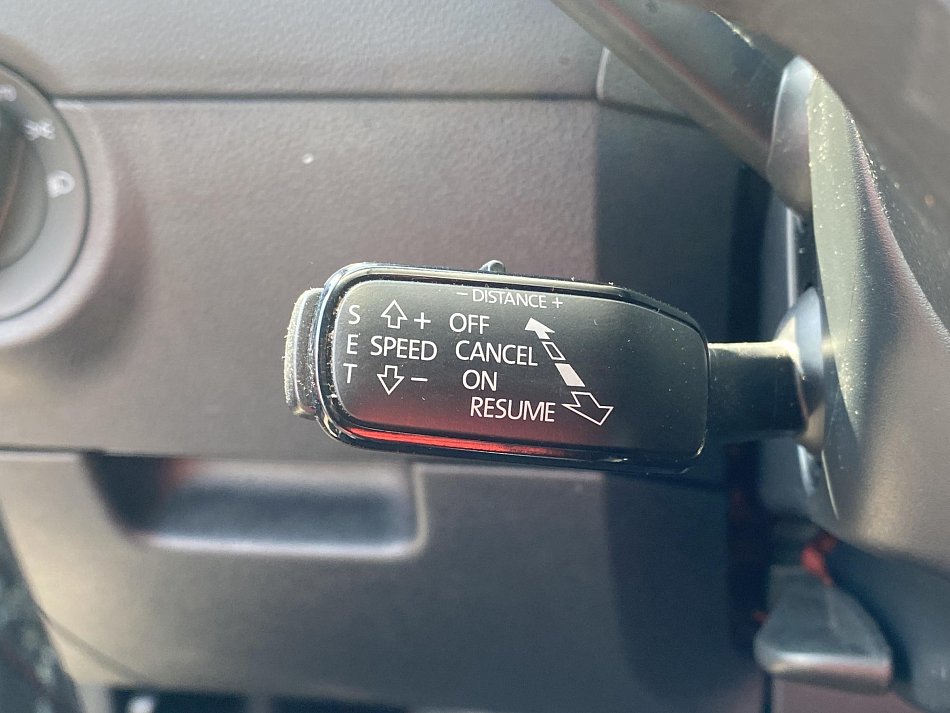 - DISTANCE +
S + OFF
E SPEED CANCEL
T - ON
RESUME